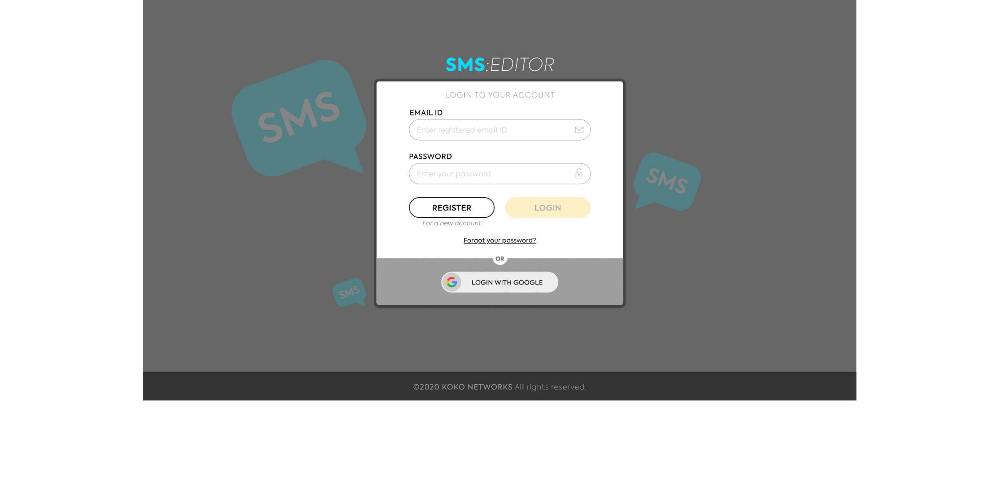 SMS:EDITOR
SMS
LOGIN TO YOUR ACCOUNT
EMAIL ID
Enter registered email ID
PASSWORD
Enter your password
SMS
REGISTER
LOGIN
For a new account
Forgot your password?
OR
LOGIN WITH GOOGLE
SMS
©2020 KOKO NETWORKS All rights reserved.